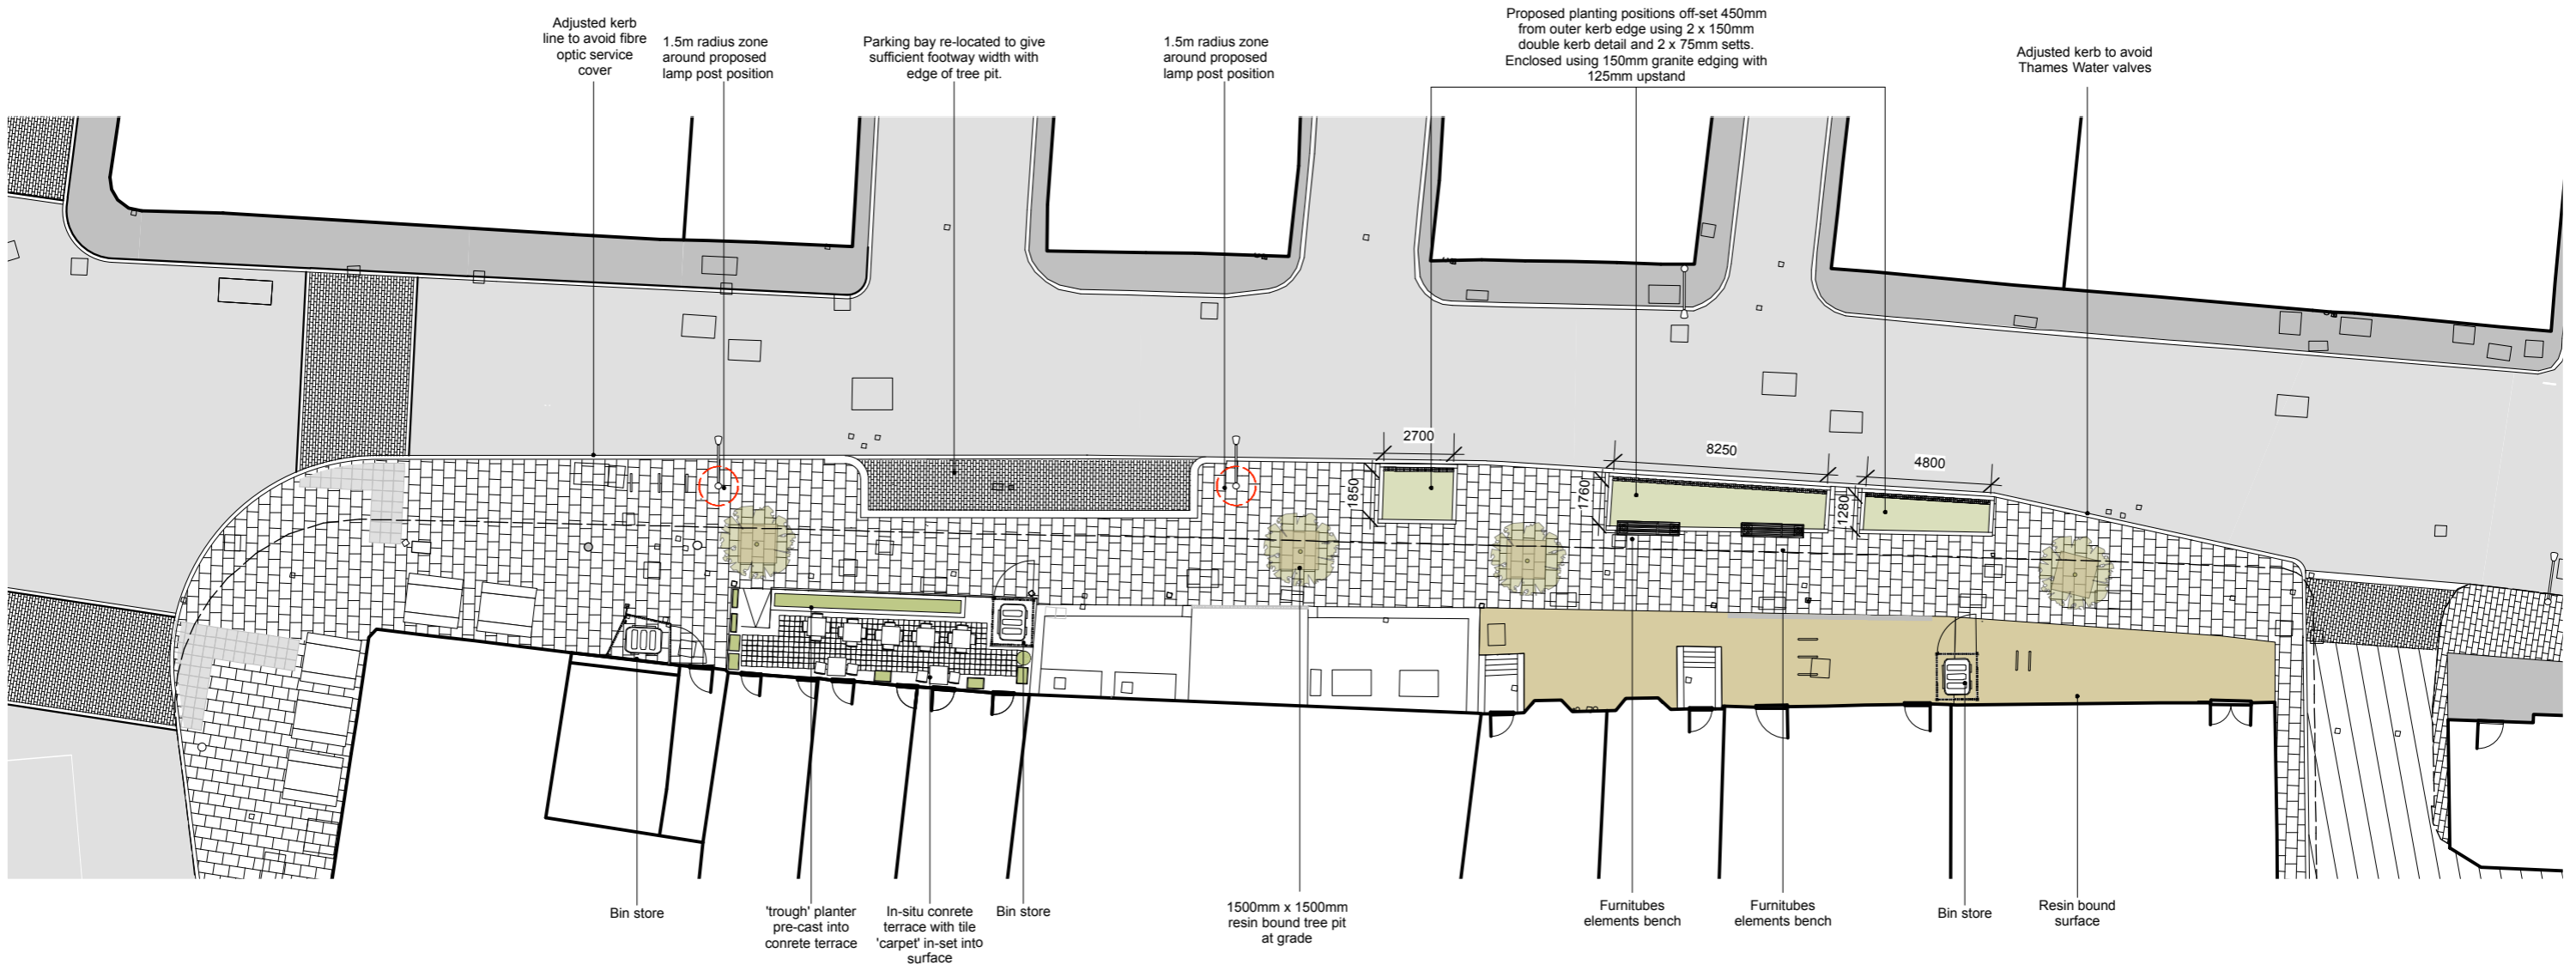 Adjusted kerb
line to avoid fibre
optic service
cover
1.5m radius zone
around proposed
lamp post position
Parking bay re-located to give
sufficient footway width with
edge of tree pit.
1.5m radius zone
around proposed
lamp post position
Proposed planting positions off-set 450mm
from outer kerb edge using 2 x 150mm
double kerb detail and 2 x 75mm setts.
Enclosed using 150mm granite edging with
125mm upstand
Adjusted kerb to avoid
Thames Water valves
2700
8250
4800
1850
1760
1280
Bin store
'trough' planter
pre-cast into
conrete terrace
In-situ conrete
terrace with tile
'carpet' in-set into
surface
Bin store
1500mm x 1500mm
resin bound tree pit
at grade
Furnitubes
elements bench
Furnitubes
elements bench
Bin store
Resin bound
surface